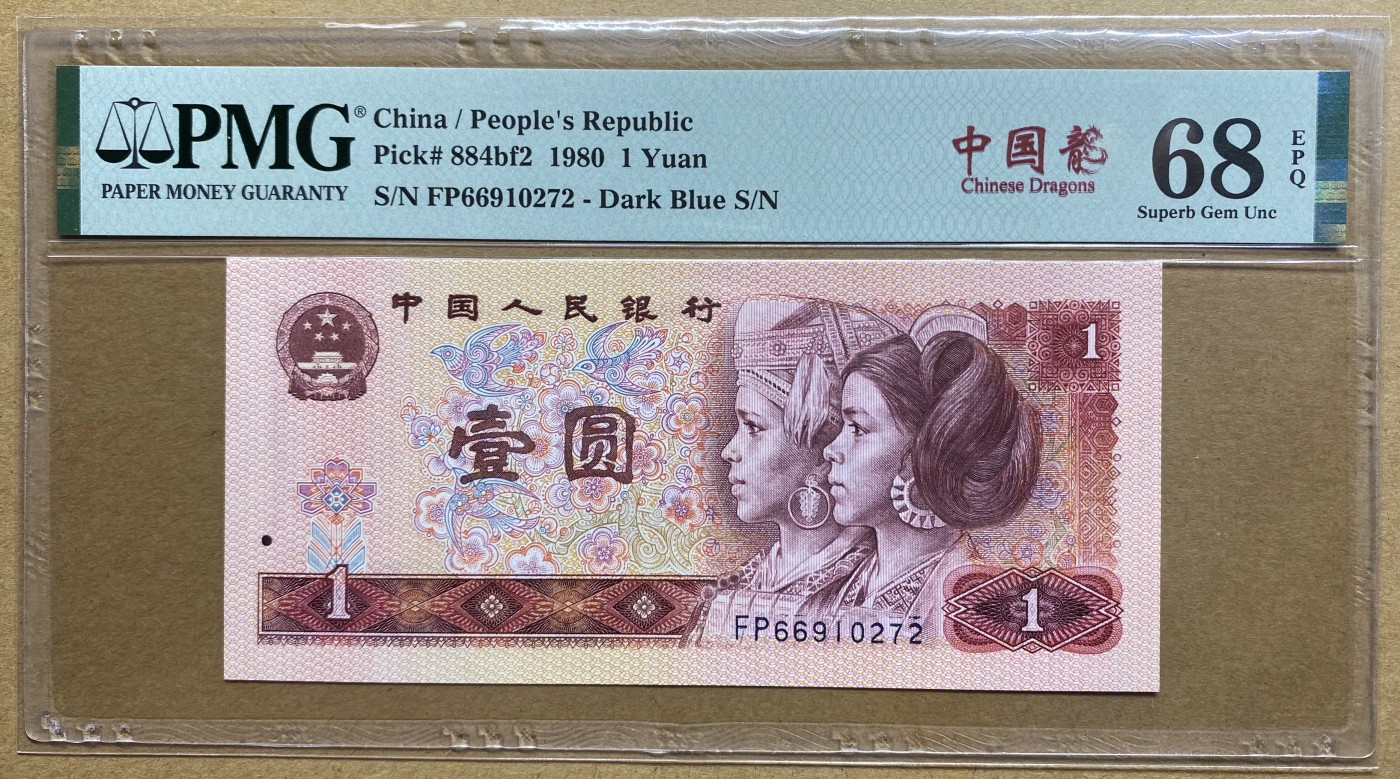 PMG®
PAPER MONEY GUARANTY
China / People's Republic
Pick# 884bf2 1980 1 Yuan
S/N FP66910272 - Dark Blue S/N
中国龍
Chinese Dragons
68
EPQ
Superb Gem Unc
中国人民银行
1
壹圆
1
FP66910272
1